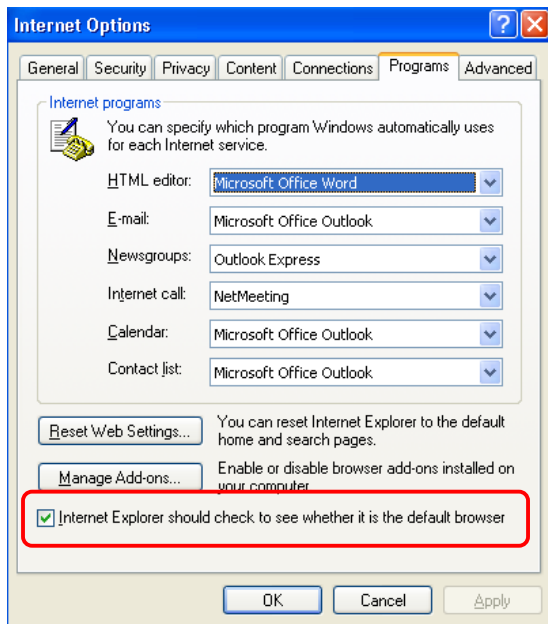 Internet Options
General Security Privacy Content Connections Programs Advanced
Internet programs
You can specify which program Windows automatically uses
for each Internet service.
HTML editor: Microsoft Office Word
E-mail: Microsoft Office Outlook
Newsgroups: Outlook Express
Internet call: NetMeeting
Calendar: Microsoft Office Outlook
Contact list: Microsoft Office Outlook
Reset Web Settings... You can reset Internet Explorer to the default
home and search pages.
Manage Add-ons... Enable or disable browser add-ons installed on
your computer
Internet Explorer should check to see whether it is the default browser
OK Cancel Apply